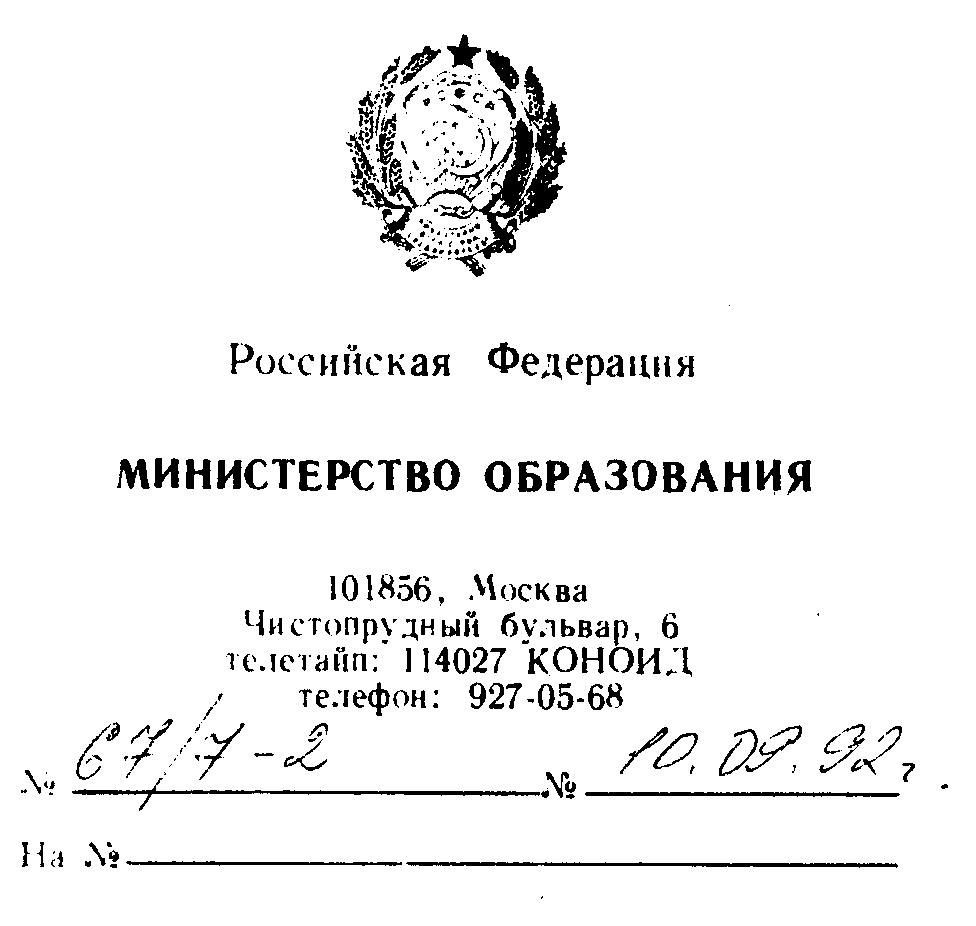 Российская Федерация
МИНИСТЕРСТВО ОБРАЗОВАНИЯ
101856, Москва
Чистопрудный бульвар, 6
телетайп: 114027 КОНОИД
телефон: 927-05-68
№ 67/7-2 № 10.09.92г.
На №